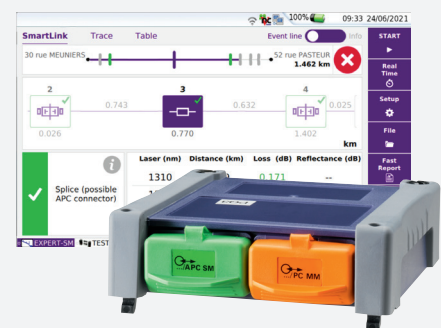 100% 09:33 24/06/2021
SmartLink Trace Table Event line Info START
30 rue MEUNIERS 52 rue PASTEUR
1.462 km
Real
Time
2 3 4
0.743 0.632 0.025
Setup
0.026 0.770 1.402
km
File
Laser (nm) Distance (km) Loss (dB) Reflectance (dB)
Fast
Report
1310 0.171 --
Splice (possible
APC connector)
EXPERT-SM TEST
APC SM PC MM